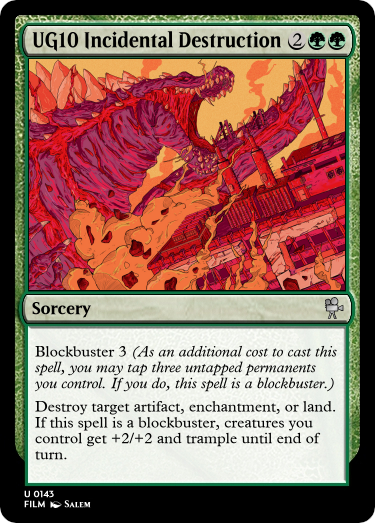 UG10 Incidental Destruction 2
Sorcery
Blockbuster 3 (As an additional cost to cast this
spell, you may tap three untapped permanents
you control. If you do, this spell is a blockbuster.)
Destroy target artifact, enchantment, or land.
If this spell is a blockbuster, creatures you
control get +2/+2 and trample until end of
turn.
U 0143
FILM SALEM